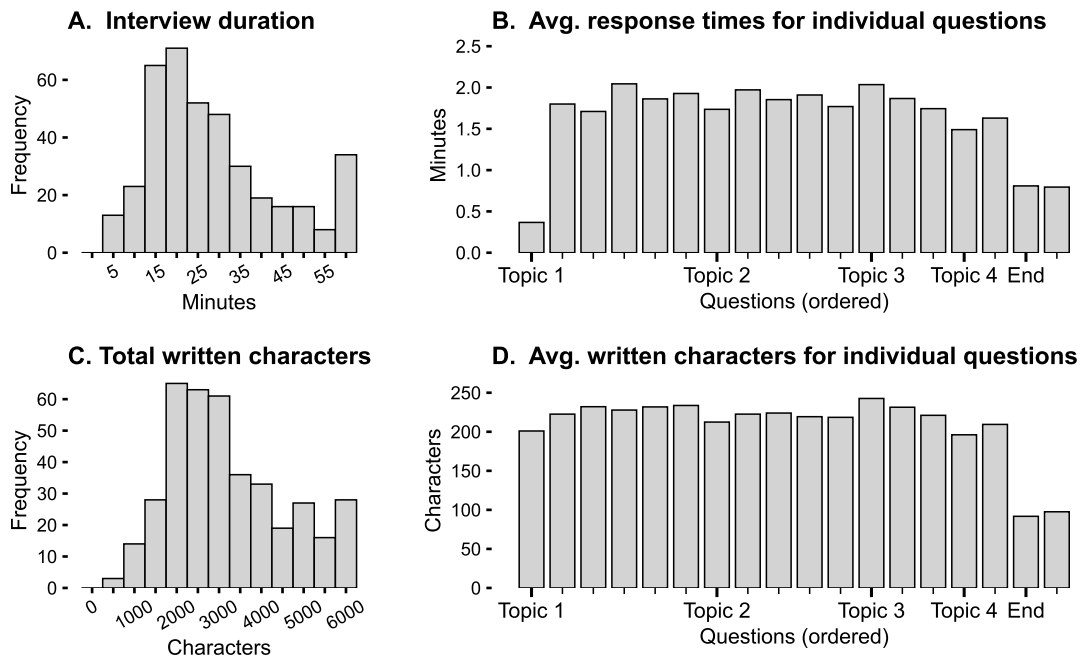 A. Interview duration
Frequency
60
40
20
0
5 15 25 35 45 55
Minutes
B. Avg. response times for individual questions
Minutes
2.5
2.0
1.5
1.0
0.5
0.0
Topic 1 Topic 2 Topic 3 Topic 4 End
Questions (ordered)
C. Total written characters
Frequency
60
50
40
30
20
10
0
0 1000 2000 3000 4000 5000 6000
Characters
D. Avg. written characters for individual questions
Characters
250
200
150
100
50
0
Topic 1 Topic 2 Topic 3 Topic 4 End
Questions (ordered)